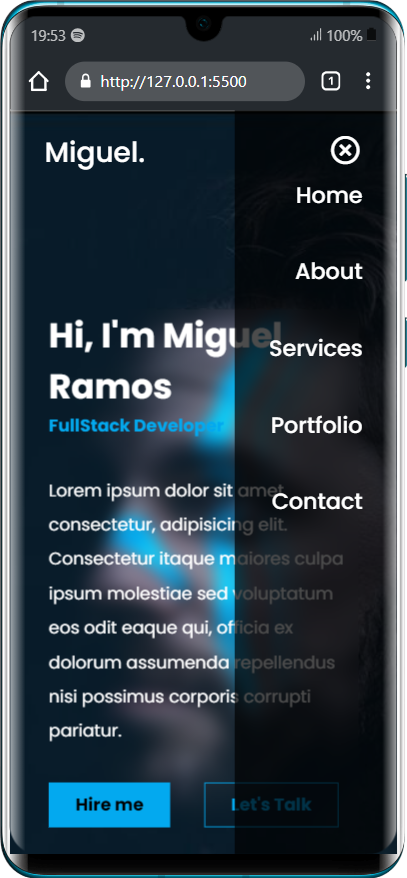 19:53 100%
http://127.0.0.1:5500 1
Miguel.
Home
About
Services
Portfolio
Contact
Hi, I'm Miguel
Ramos
FullStack Developer
Lorem ipsum dolor sit amet
consectetur, adipisicing elit.
Consectetur itaque maiores culpa
ipsum molestiae sed voluptatum
eos odit eaque qui, officia ex
dolorum assumenda repellendus
nisi possimus corporis corrupti
pariatur.
Hire me Let's Talk